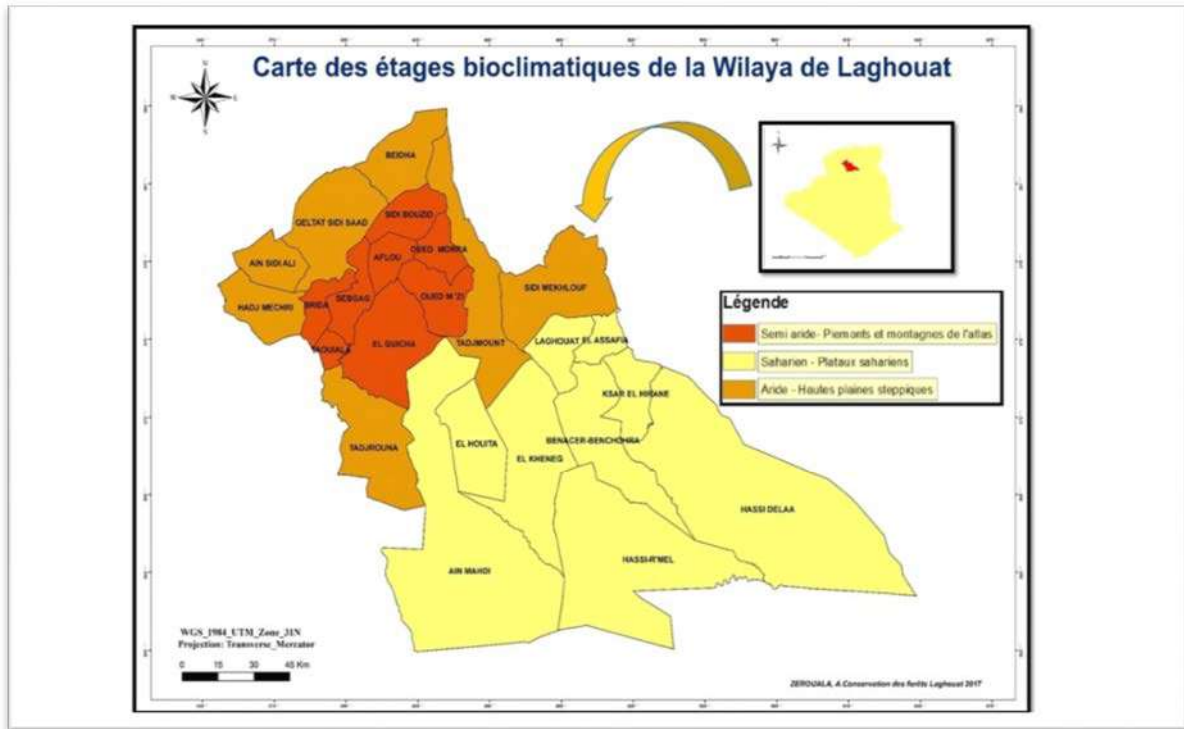 Carte des étages bioclimatiques de la Wilaya de Laghouat
N
W
E
S
BEIDHA
GELTAT SIDI SAAD
SIDI BOUZID
AFLOU
OUED MORRA
AIN SIDI ALI
HADJ MECHRI
BRIDA
SEBGAG
OUED M'ZI
SIDI MEKHLOUF
TAOUIALA
EL GUICHA
TADJMOUNT
LAGHOUAT
EL ASSAFIA
KSAR EL HIRANE
TADJROUNA
EL HOUITA
BENACER-BENCHOHRA
EL KHENEG
HASSI DELAA
HASSI-R'MEL
AIN MAHDI
Légende
Semi aride- Piemonts et montagnes de l'atlas
Saharien - Plataux sahariens
Aride - Hautes plaines steppiques
WGS_1984_UTM_Zone_31N
Projection: Transverse_Mercator
0 15 30 45 Km
ZEROUALA, A.Conservation des forêts Laghouat 2017